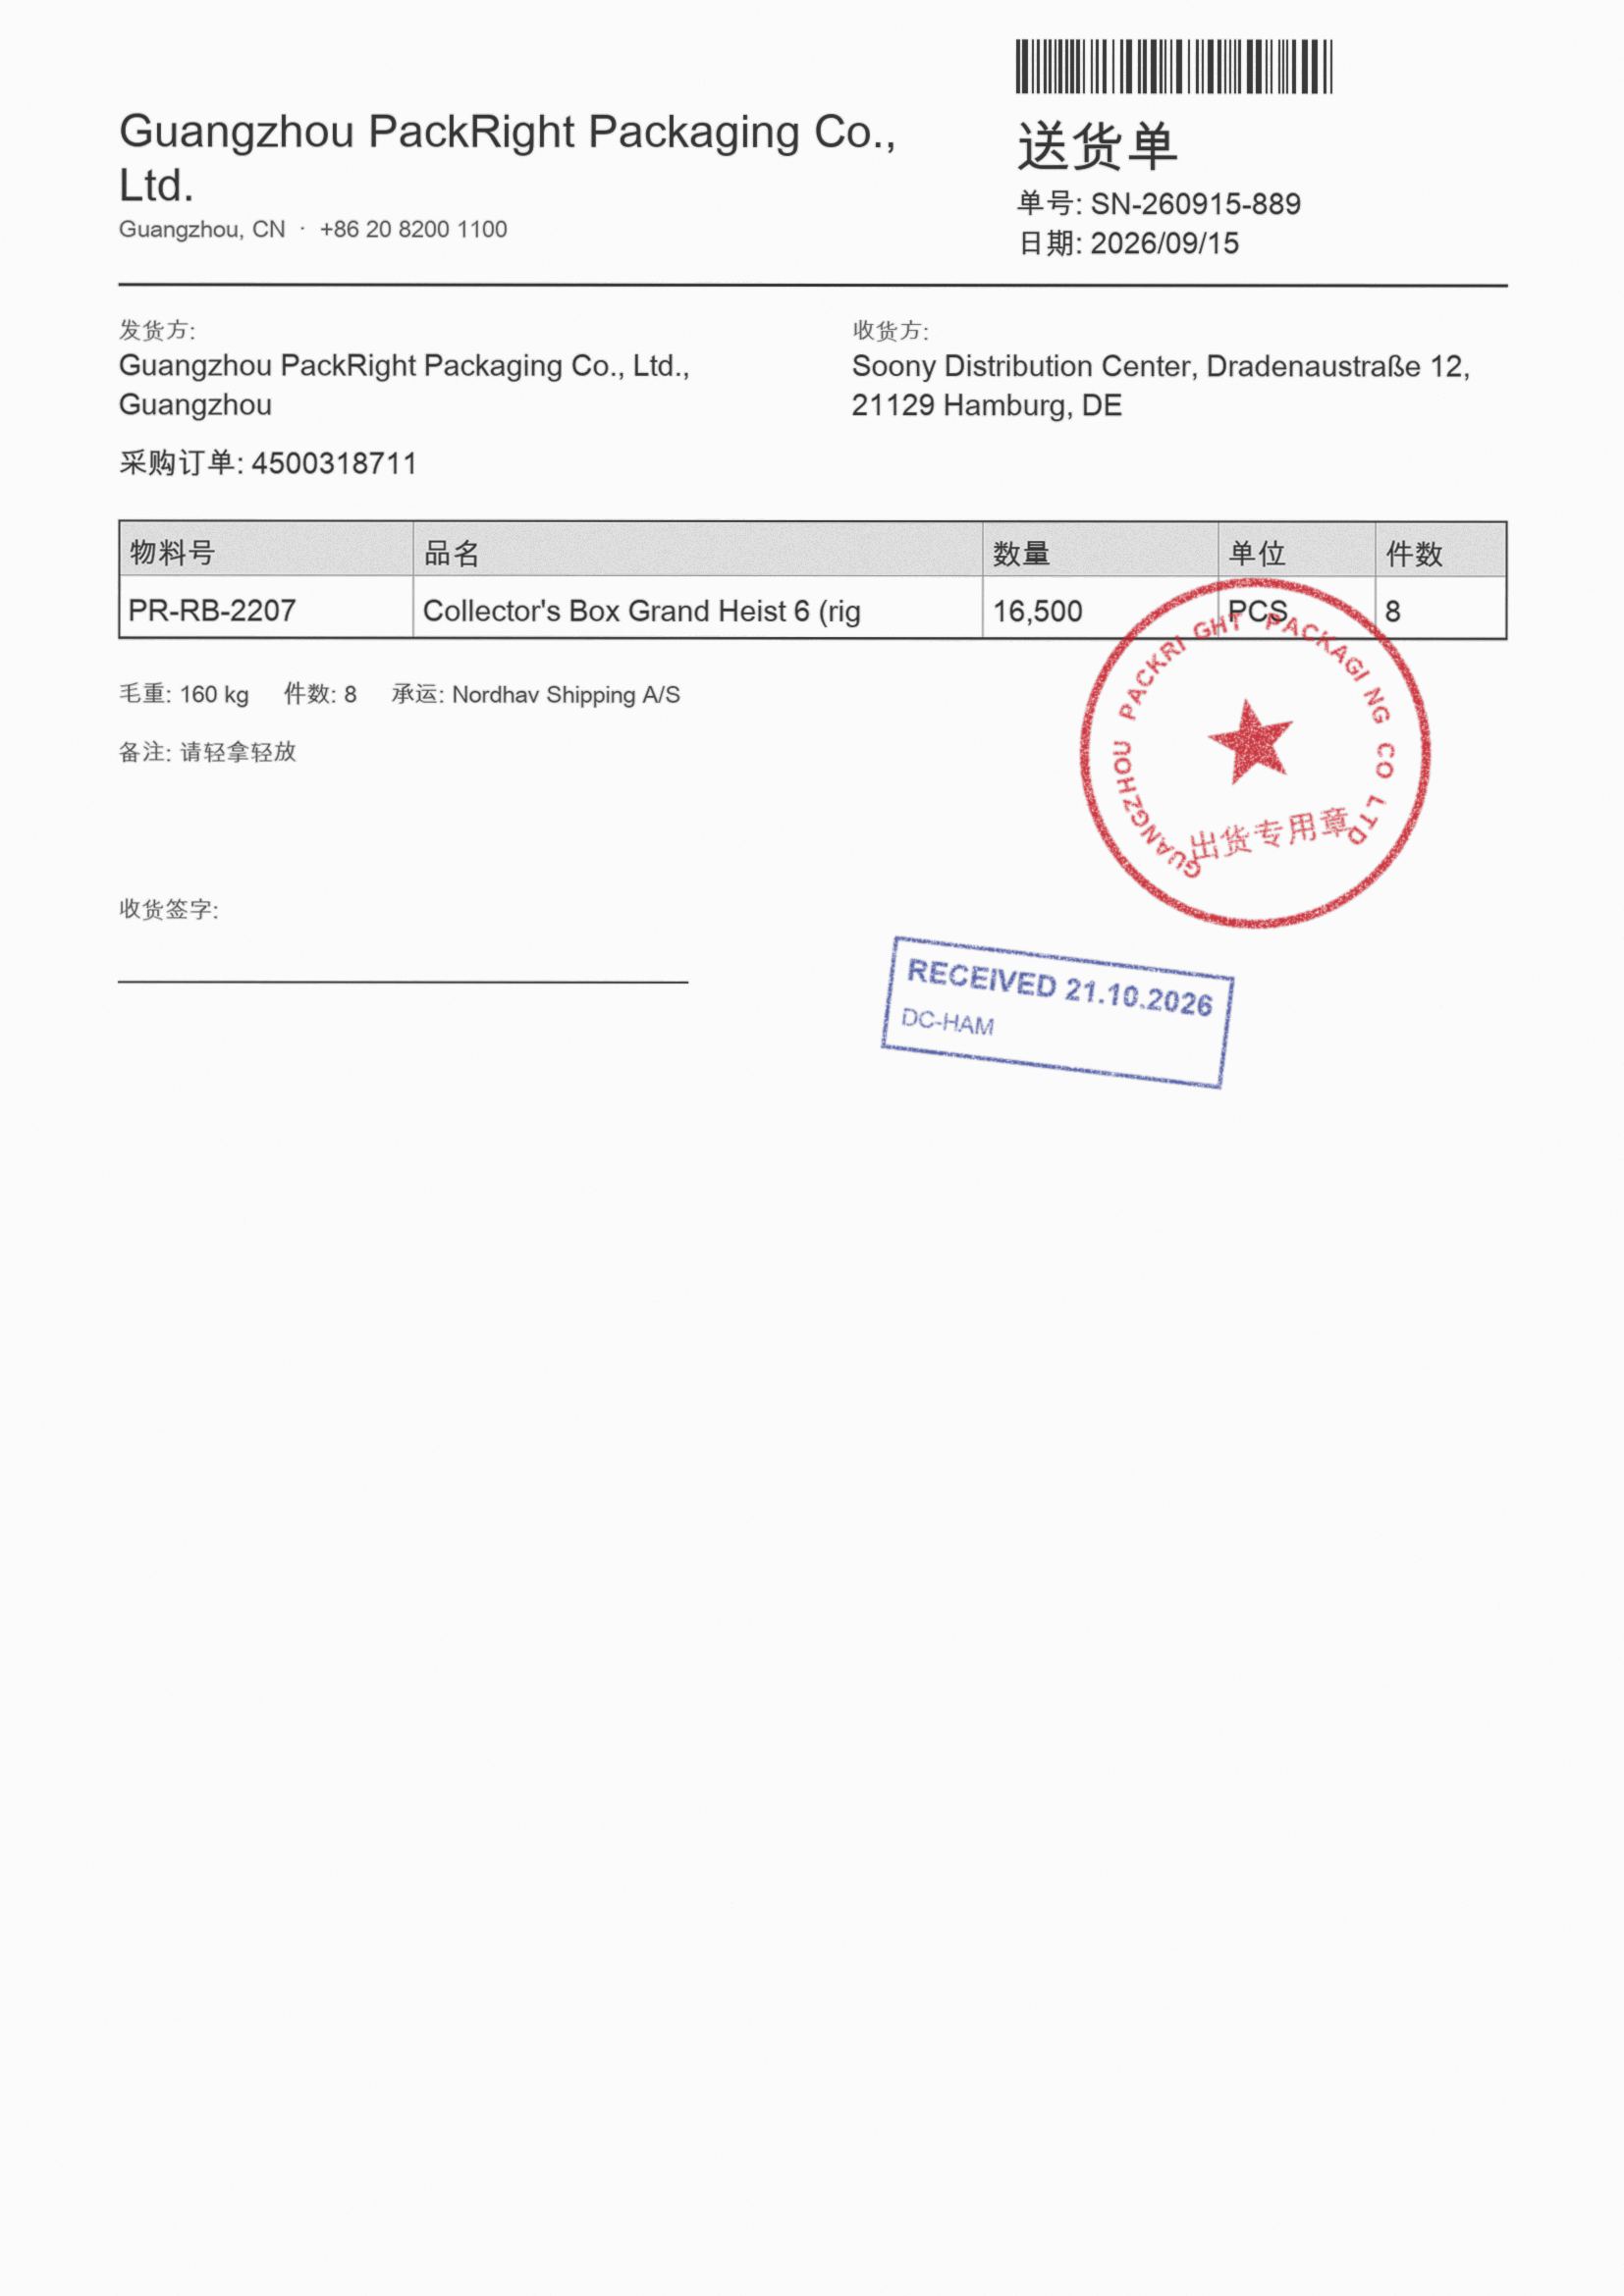 Guangzhou PackRight Packaging Co.,
Ltd.
Guangzhou, CN · +86 20 8200 1100
送货单
单号: SN-260915-889
日期: 2026/09/15
发货方:
Guangzhou PackRight Packaging Co., Ltd.,
Guangzhou
收货方:
Soony Distribution Center, Dradenaustraße 12,
21129 Hamburg, DE
采购订单: 4500318711
物料号 品名 数量 单位 件数
PR-RB-2207 Collector's Box Grand Heist 6 (rig 16,500 PCS 8
毛重: 160 kg 件数: 8 承运: Nordhav Shipping A/S
备注: 请轻拿轻放
GUANGZHOU PACKRIGHT PACKAGING CO LTD
出货专用章
收货签字:
RECEIVED 21.10.2026
DC-HAM